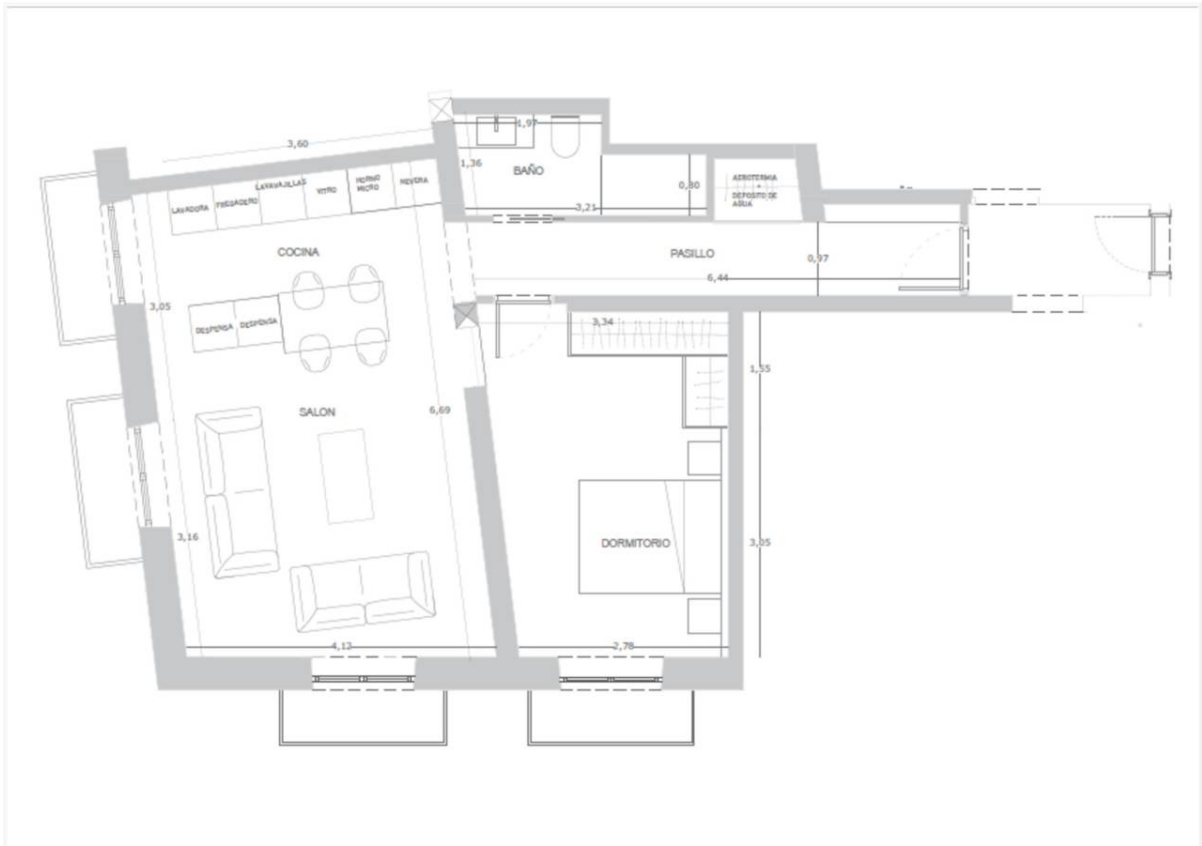 3,60
1,97
1,36
BAÑO
0,80
AEROTERMIA
+
DEPOSITO DE
AGUA
3,21
LAVADORA
FREGADERO
LAVAVAJILLAS
VITRO
HORNO
MICRO
NEVERA
COCINA
PASILLO
0,97
6,44
3,05
DESPENSA
DESPENSA
3,34
1,55
SALON
6,69
3,16
DORMITORIO
3,05
4,12
2,78